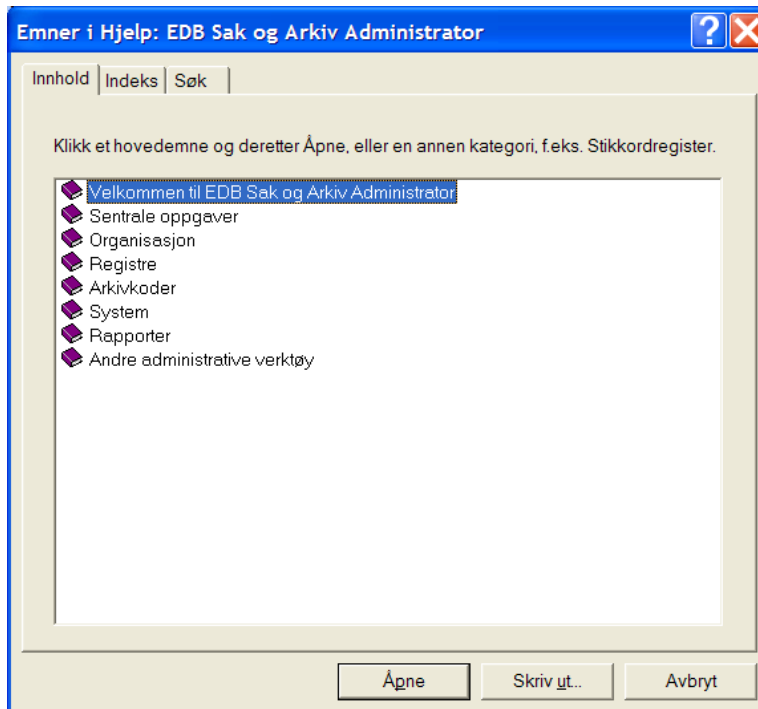 Emner i Hjelp: EDB Sak og Arkiv Administrator
Innhold Indeks Søk
Klikk et hovedemne og deretter Åpne, eller en annen kategori, f.eks. Stikkordregister.
Velkommen til EDB Sak og Arkiv Administrator
Sentrale oppgaver
Organisasjon
Registre
Arkivkoder
System
Rapporter
Andre administrative verktøy
Åpne Skriv ut... Avbryt